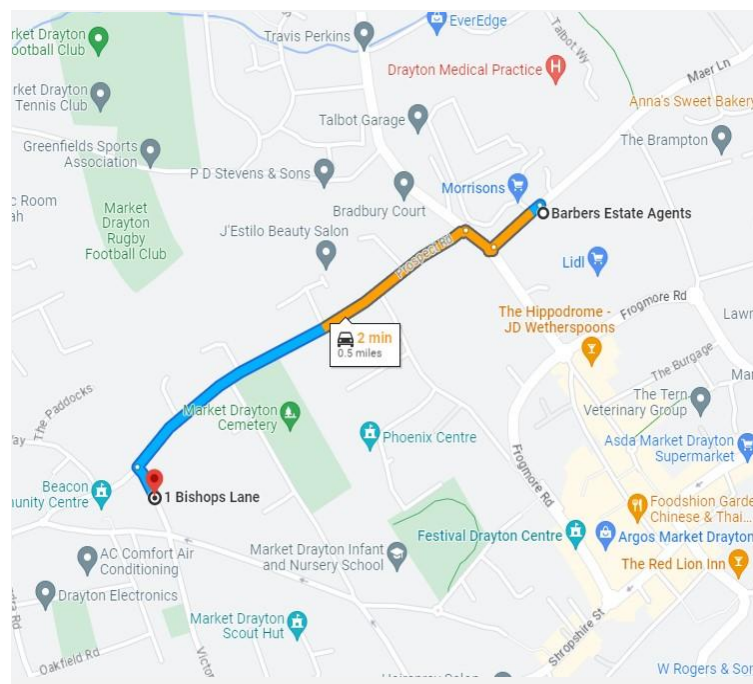 EverEdge
rket Drayton
ootball Club
Travis Perkins
Talbot Wy
Drayton Medical Practice
H
Maer Ln
rket Drayton
Tennis Club
Anna's Sweet Bakery
Talbot Garage
The Brampton
Greenfields Sports
Association
P D Stevens & Sons
Morrisons
c Room
ah
Bradbury Court
Barbers Estate Agents
Market
Drayton
Rugby
Football Club
J'Estilo Beauty Salon
Prospect Rd
Lidl
Frogmore Rd
The Hippodrome -
JD Wetherspoons
Lawr
2 min
0.5 miles
The Burgage
Mar
The Paddocks
Market Drayton
Cemetery
The Tern
Veterinary Group
Way
Phoenix Centre
Asda Market Drayton
Supermarket
Frogmore Rd
Beacon
unity Centre
1 Bishops Lane
Foodshion Garde
Chinese & Thai...
Festival Drayton Centre
Argos Market Drayton
AC Comfort Air
Conditioning
Market Drayton Infant
and Nursery School
The Red Lion Inn
Drayton Electronics
Market Drayton
Scout Hut
Shropshire St
Oakfield Rd
Victo
W Rogers & Son